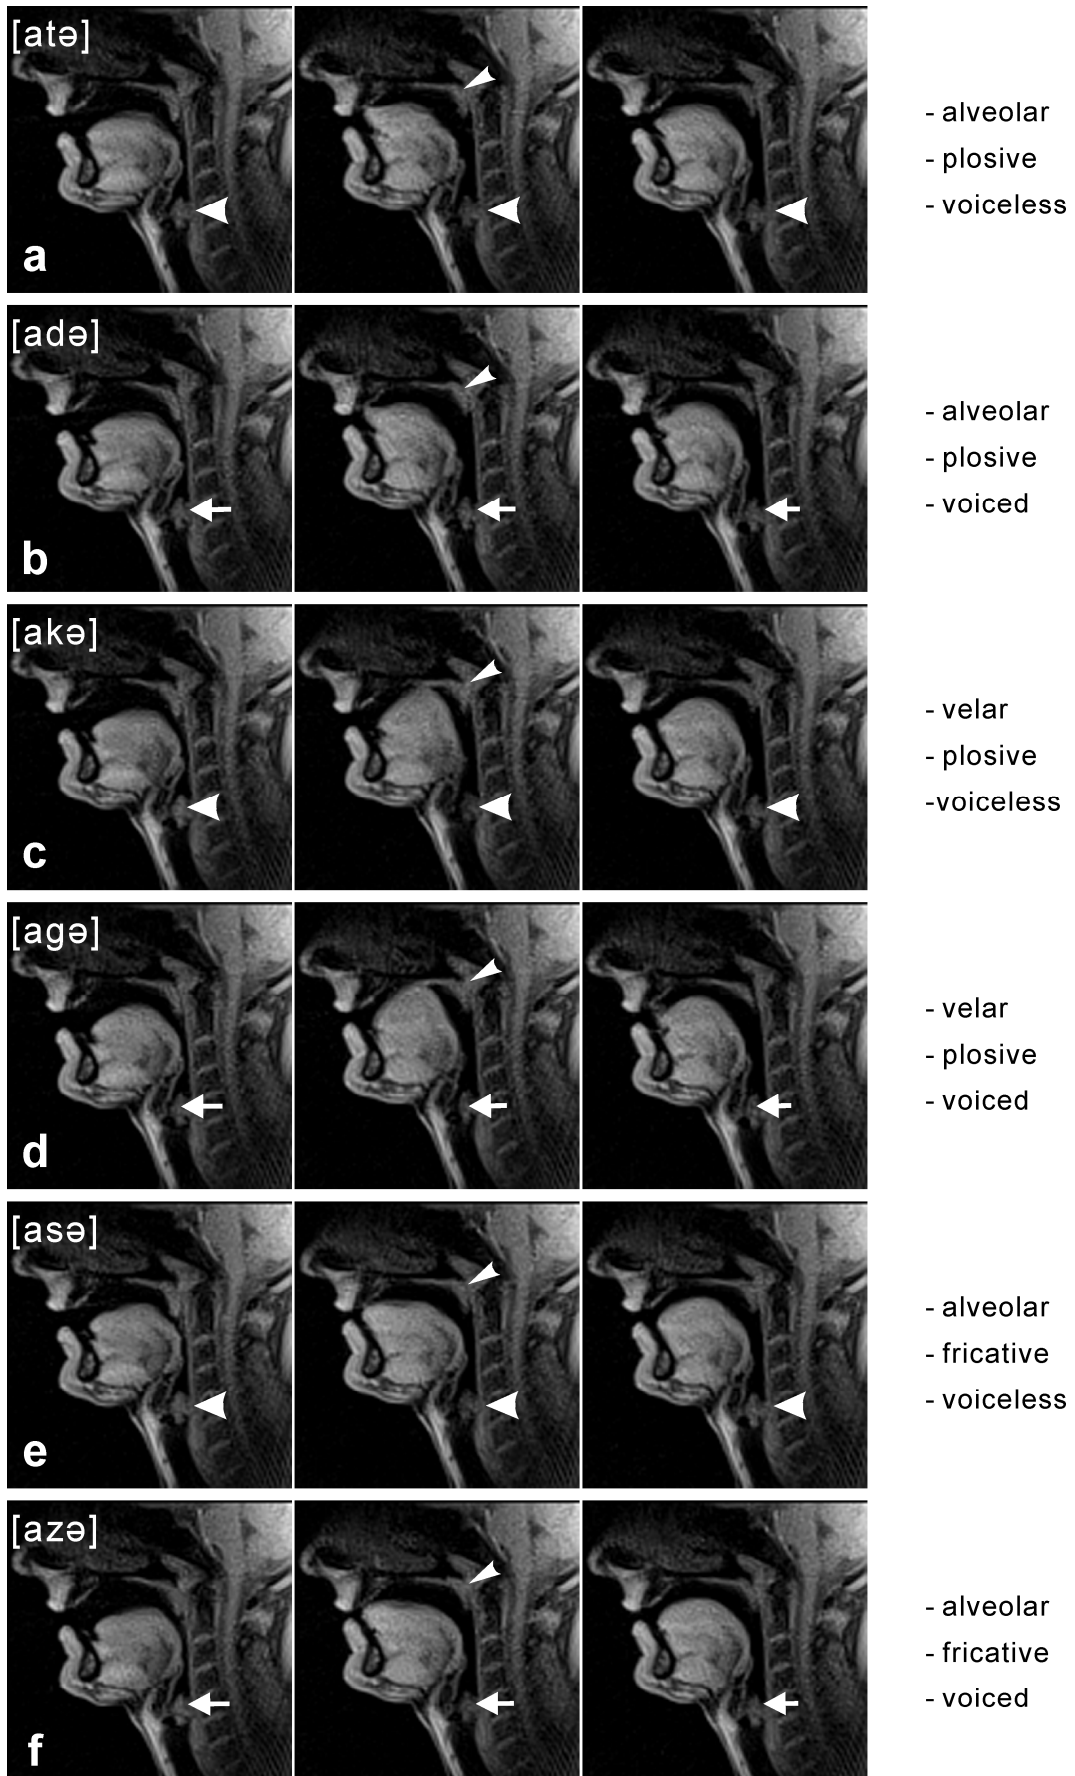 [atə]
- alveolar
- plosive
- voiceless
a
[adə]
- alveolar
- plosive
- voiced
b
[akə]
- velar
- plosive
-voiceless
c
[agə]
- velar
- plosive
- voiced
d
[asə]
- alveolar
- fricative
- voiceless
e
[azə]
- alveolar
- fricative
- voiced
f